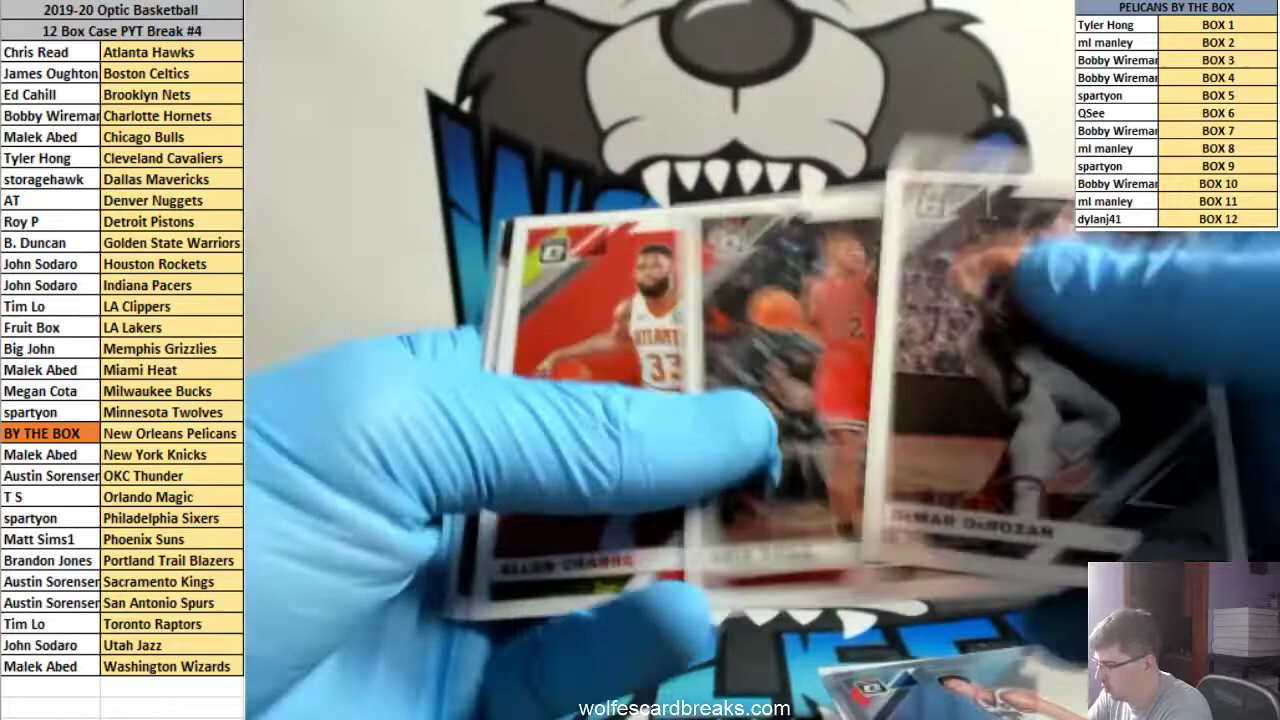 2019-20 Optic Basketball
12 Box Case PYT Break #4
Chris Read Atlanta Hawks
James Oughton Boston Celtics
Ed Cahill Brooklyn Nets
Bobby Wireman Charlotte Hornets
Malek Abed Chicago Bulls
Tyler Hong Cleveland Cavaliers
storagehawk Dallas Mavericks
AT Denver Nuggets
Roy P Detroit Pistons
B. Duncan Golden State Warriors
John Sodaro Houston Rockets
John Sodaro Indiana Pacers
Tim Lo LA Clippers
Fruit Box LA Lakers
Big John Memphis Grizzlies
Malek Abed Miami Heat
Megan Cota Milwaukee Bucks
spartyon Minnesota Twolves
BY THE BOX New Orleans Pelicans
Malek Abed New York Knicks
Austin Sorensen OKC Thunder
T S Orlando Magic
spartyon Philadelphia Sixers
Matt Sims1 Phoenix Suns
Brandon Jones Portland Trail Blazers
Austin Sorensen Sacramento Kings
Austin Sorensen San Antonio Spurs
Tim Lo Toronto Raptors
John Sodaro Utah Jazz
Malek Abed Washington Wizards
PELICANS BY THE BOX
Tyler Hong BOX 1
ml manley BOX 2
Bobby Wireman BOX 3
Bobby Wireman BOX 4
spartyon BOX 5
QSee BOX 6
Bobby Wireman BOX 7
ml manley BOX 8
spartyon BOX 9
Bobby Wireman BOX 10
ml manley BOX 11
dylanj41 BOX 12
ATLANT
33
ALLEN CRABBE
2
DeMAR DeROZAN
wolfescardbreaks.com